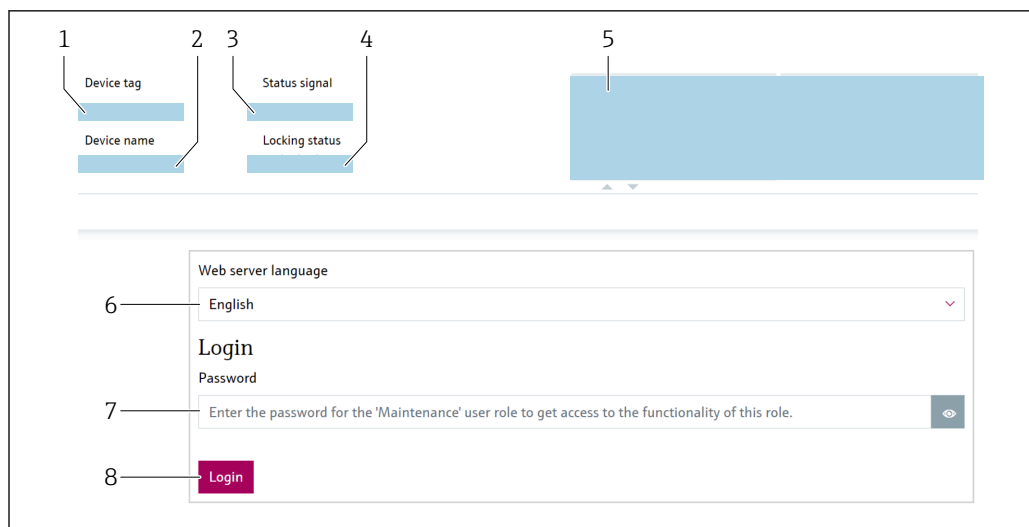 1 2 3 4 5
Device tag Status signal
Device name Locking status
Web server language
6 English
Login
Password
7 Enter the password for the 'Maintenance' user role to get access to the functionality of this role.
8 Login